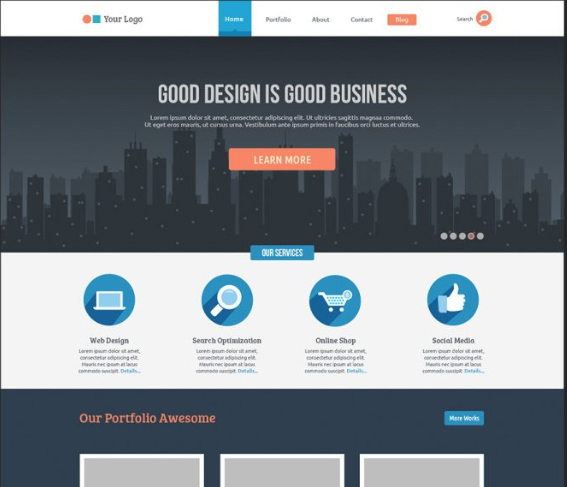 Your Logo
Home Portfolio About Contact Blog Search
GOOD DESIGN IS GOOD BUSINESS
Lorem ipsum dolor sit amet, consectetur adipiscing elit. Ut ultricies sagittis magnaa commodo.
Ut eget eros mauris, ut cursus urna. Vestibulum ante ipsum primis in faucibus orci luctus et ultrices.
LEARN MORE
OUR SERVICES
Web Design
Lorem ipsum dolor sit amet,
consectetur adipiscing elit.
Mauris nec ipsum at lacus
commodo suscipit. Details...
Search Optimization
Lorem ipsum dolor sit amet,
consectetur adipiscing elit.
Mauris nec ipsum at lacus
commodo suscipit. Details...
Online Shop
Lorem ipsum dolor sit amet,
consectetur adipiscing elit.
Mauris nec ipsum at lacus
commodo suscipit. Details...
Social Media
Lorem ipsum dolor sit amet,
consectetur adipiscing elit.
Mauris nec ipsum at lacus
commodo suscipit. Details...
Our Portfolio Awesome
More Works